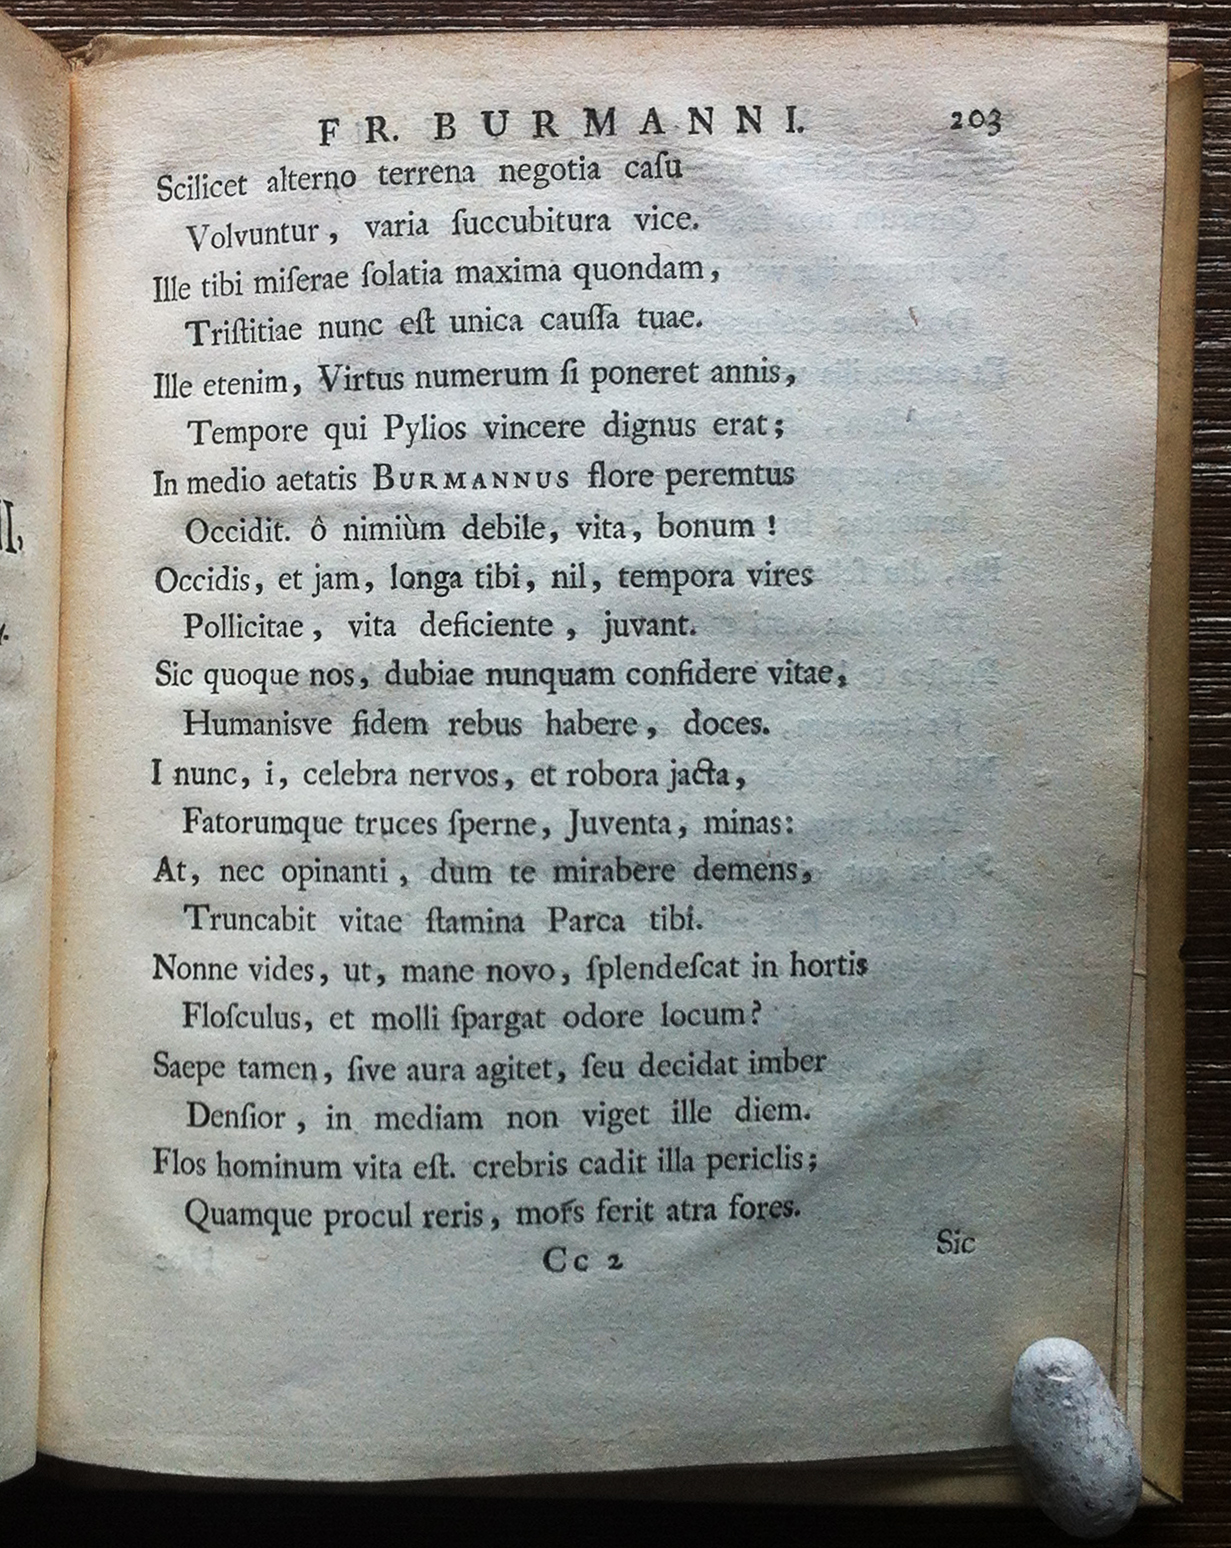 FR. BURMANNI. 203
Scilicet alterno terrena negotia caſu
Volvuntur, varia ſuccubitura vice.
Ille tibi miſerae ſolatia maxima quondam,
Triſtitiae nunc eſt unica cauſſa tuae.
Ille etenim, Virtus numerum ſi poneret annis,
Tempore qui Pylios vincere dignus erat;
In medio aetatis BURMANNUS flore peremtus
Occidit. ô nimiùm debile, vita, bonum!
Occidis, et jam, longa tibi, nil, tempora vires
Pollicitae, vita deficiente, juvant.
Sic quoque nos, dubiae nunquam confidere vitae,
Humanisve fidem rebus habere, doces.
I nunc, i, celebra nervos, et robora jacta,
Fatorumque truces ſperne, Juventa, minas:
At, nec opinanti, dum te mirabere demens,
Truncabit vitae ſtamina Parca tibi.
Nonne vides, ut, mane novo, ſplendeſcat in hortis
Floſculus, et molli ſpargat odore locum?
Saepe tamen, ſive aura agitet, ſeu decidat imber
Denſior, in mediam non viget ille diem.
Flos hominum vita eſt. crebris cadit illa periclis;
Quamque procul reris, mors ferit atra fores.
Cc 2 Sic